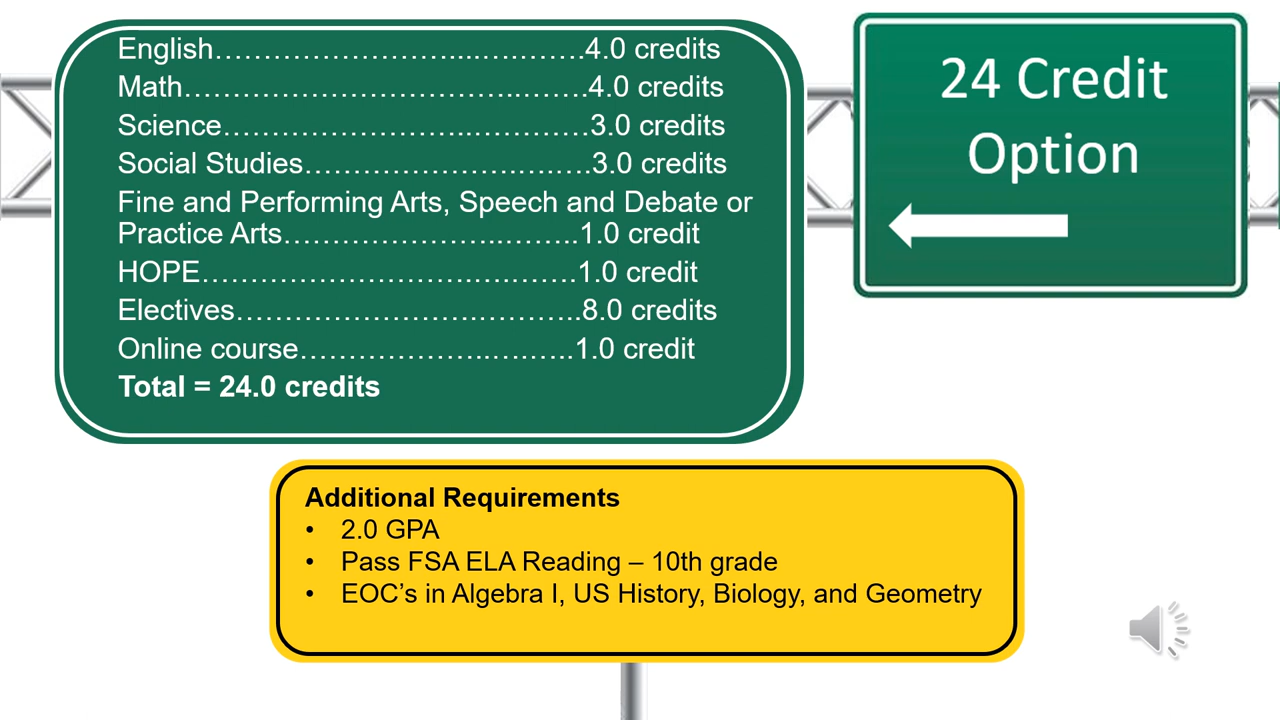 English……………………....….…….4.0 credits
Math…………………………………..…….4.0 credits
Science………………………..…………3.0 credits
Social Studies…………………….…..…3.0 credits
Fine and Performing Arts, Speech and Debate or
Practice Arts……………………..……..1.0 credit
HOPE……………………………..…….1.0 credit
Electives…………………….………..8.0 credits
Online course………………..….…..1.0 credit
Total = 24.0 credits
24 Credit
Option
Additional Requirements
• 2.0 GPA
• Pass FSA ELA Reading – 10th grade
• EOC’s in Algebra I, US History, Biology, and Geometry